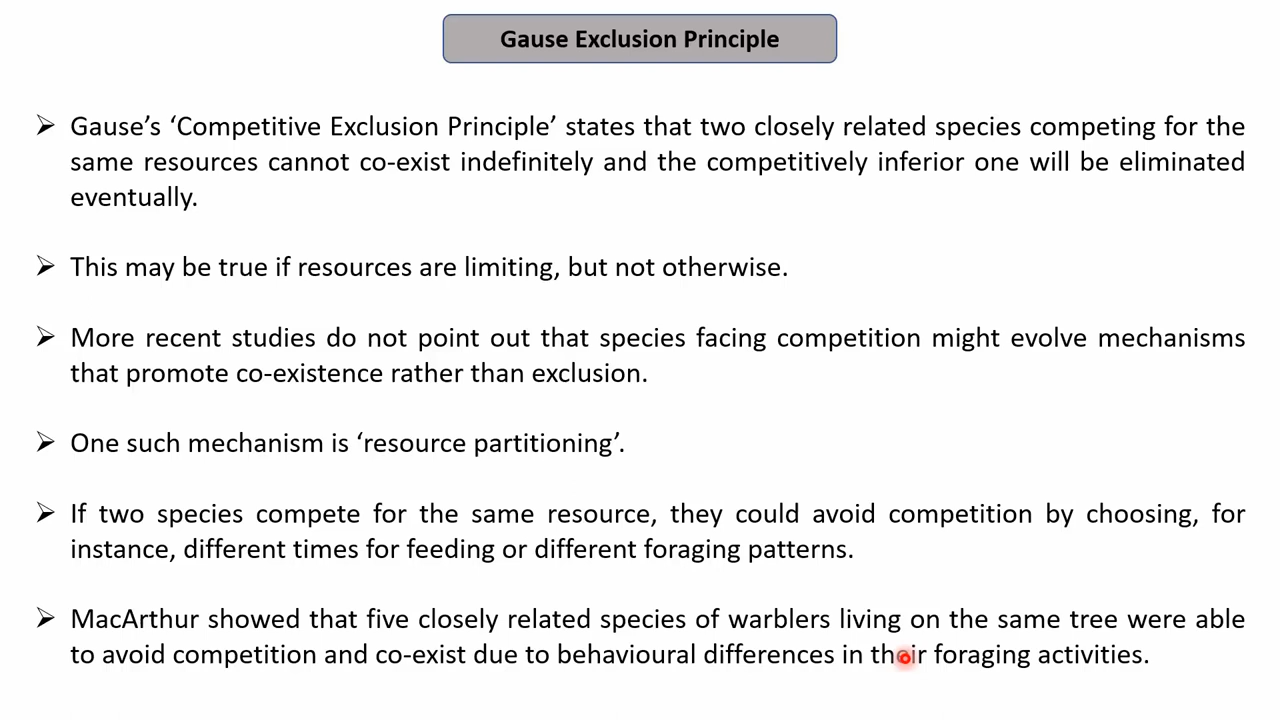 Gause Exclusion Principle
➢ Gause’s ‘Competitive Exclusion Principle’ states that two closely related species competing for the
same resources cannot co-exist indefinitely and the competitively inferior one will be eliminated
eventually.
➢ This may be true if resources are limiting, but not otherwise.
➢ More recent studies do not point out that species facing competition might evolve mechanisms
that promote co-existence rather than exclusion.
➢ One such mechanism is ‘resource partitioning’.
➢ If two species compete for the same resource, they could avoid competition by choosing, for
instance, different times for feeding or different foraging patterns.
➢ MacArthur showed that five closely related species of warblers living on the same tree were able
to avoid competition and co-exist due to behavioural differences in their foraging activities.